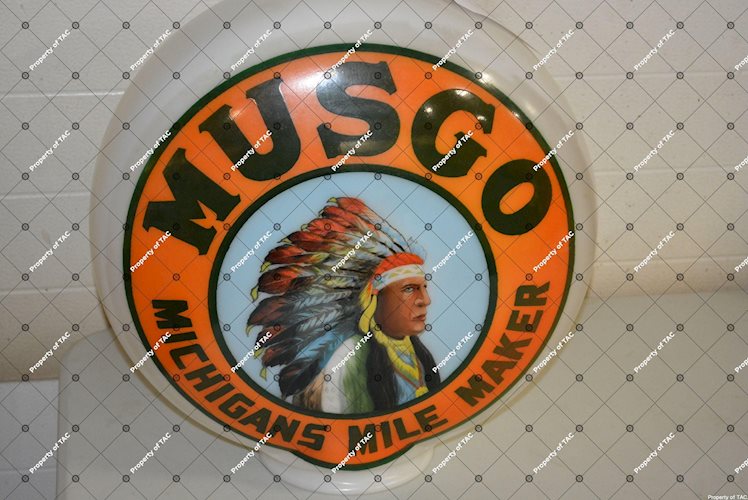 MUSGO
MICHIGANS MILE MAKER
Property of TAC